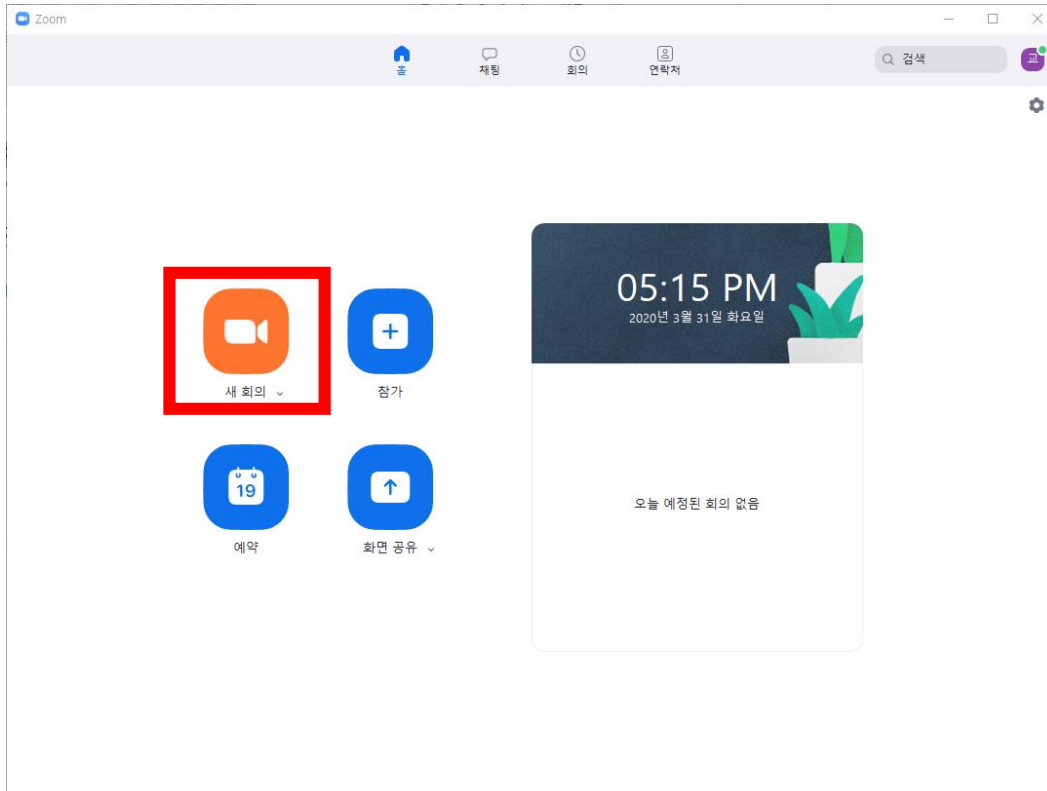 Zoom
홈
채팅
회의
연락처
검색
교
05:15 PM
2020년 3월 31일 화요일
새 회의
참가
19
예약
화면 공유
오늘 예정된 회의 없음